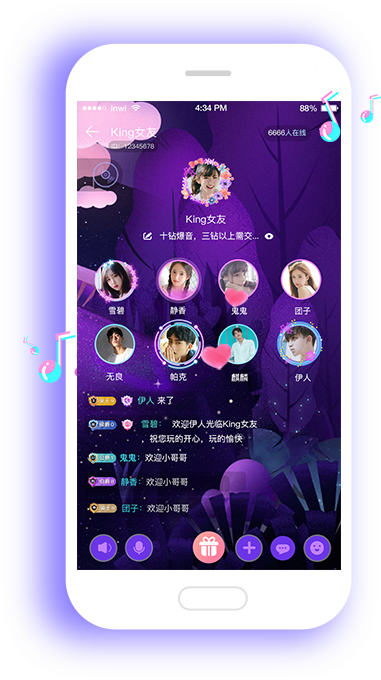 inwi 4:34 PM 88%
King女友
ID: 12345678
6666人在线
King女友
十钻爆音，三钻以上需交...
雪碧 静香 鬼鬼 团子
无良 帕克 麒麟 伊人
伊人 来了
雪碧： 欢迎伊人光临King女友
祝您玩的开心，玩的愉快
鬼鬼：欢迎小哥哥
静香：欢迎小哥哥
团子：欢迎小哥哥